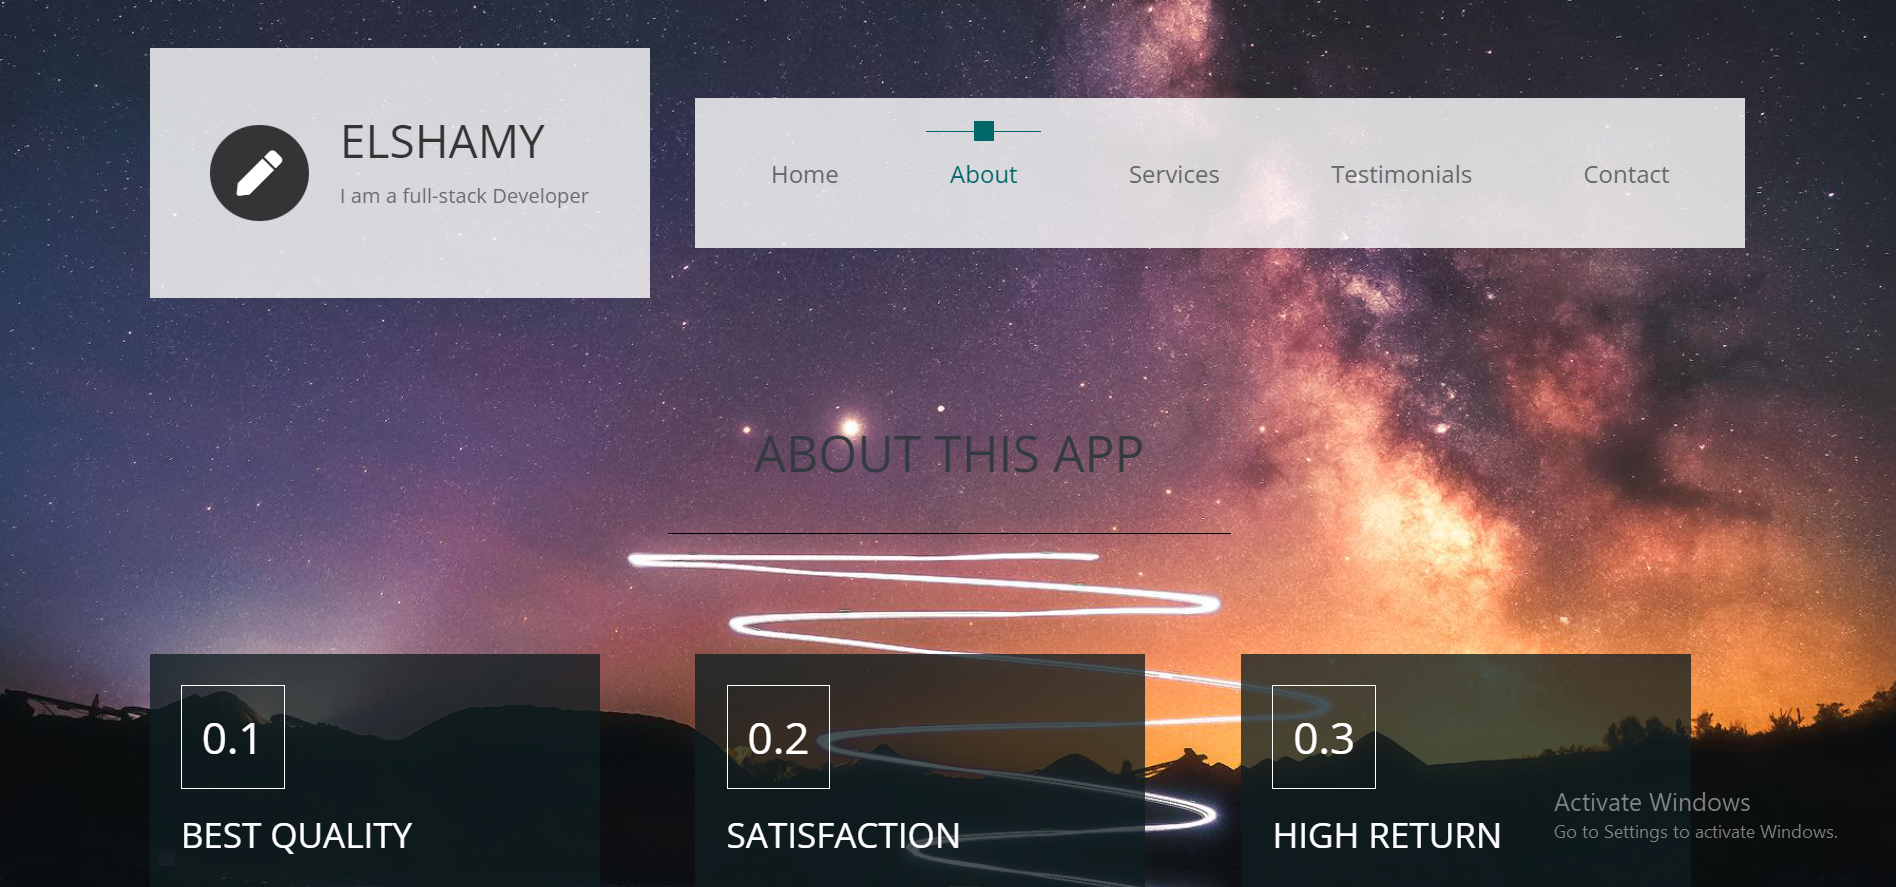 ELSHAMY
I am a full-stack Developer
Home
About
Services
Testimonials
Contact
ABOUT THIS APP
0.1
BEST QUALITY
0.2
SATISFACTION
0.3
HIGH RETURN
Activate Windows
Go to Settings to activate Windows.